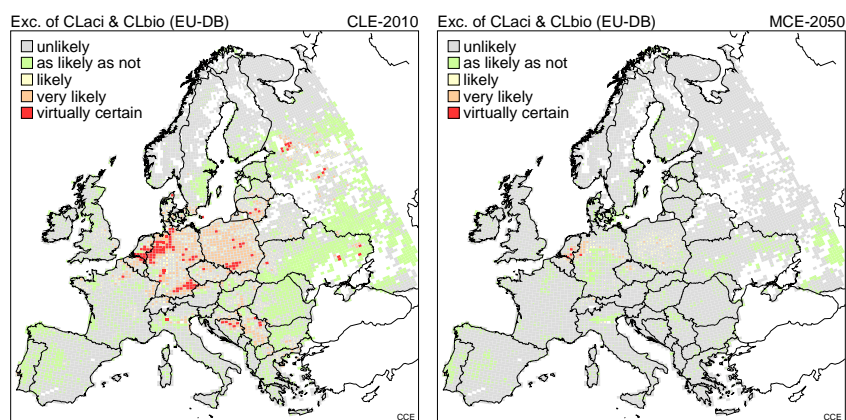 Exc. of CLaci & CLbio (EU-DB) CLE-2010
unlikely
as likely as not
likely
very likely
virtually certain
CCE
Exc. of CLaci & CLbio (EU-DB) MCE-2050
unlikely
as likely as not
likely
very likely
virtually certain
CCE